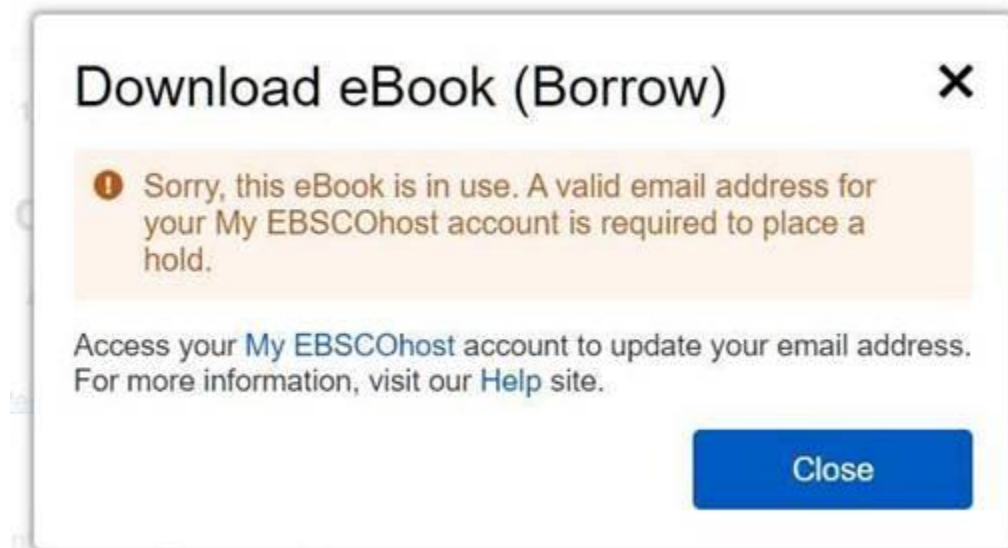 Download eBook (Borrow)
Sorry, this eBook is in use. A valid email address for
your My EBSCOhost account is required to place a
hold.
Access your My EBSCOhost account to update your email address.
For more information, visit our Help site.
Close